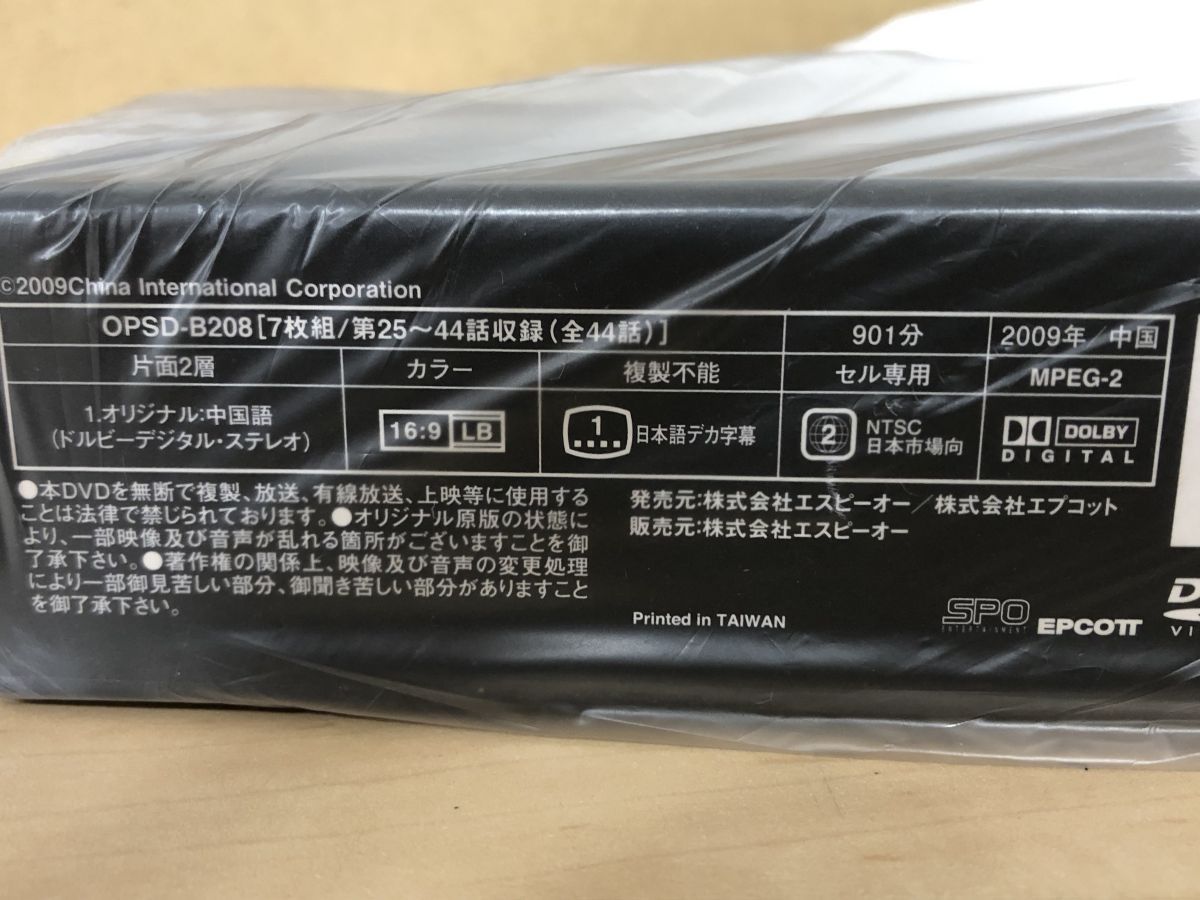 ©2009China International Corporation
OPSD-B208[7枚組/第25〜44話収録(全44話)]
901分
2009年/中国
片面2層
カラー
複製不能
セル専用
MPEG-2
1.オリジナル:中国語
(ドルビーデジタル・ステレオ)
16:9 LB
1
日本語デカ字幕
2
NTSC
日本市場向
DOLBY
DIGITAL
●本DVDを無断で複製、放送、有線放送、上映等に使用する
ことは法律で禁じられております。●オリジナル原版の状態に
より、一部映像及び音声が乱れる箇所がございますことを御
了承下さい。●著作権の関係上、映像及び音声の変更処理
により一部御見苦しい部分、御聞き苦しい部分がありますこと
を御了承下さい。
発売元:株式会社エスピーオー/株式会社エプコット
販売元:株式会社エスピーオー
Printed in TAIWAN
SPO
ENTERTAINMENT
EPCOTT